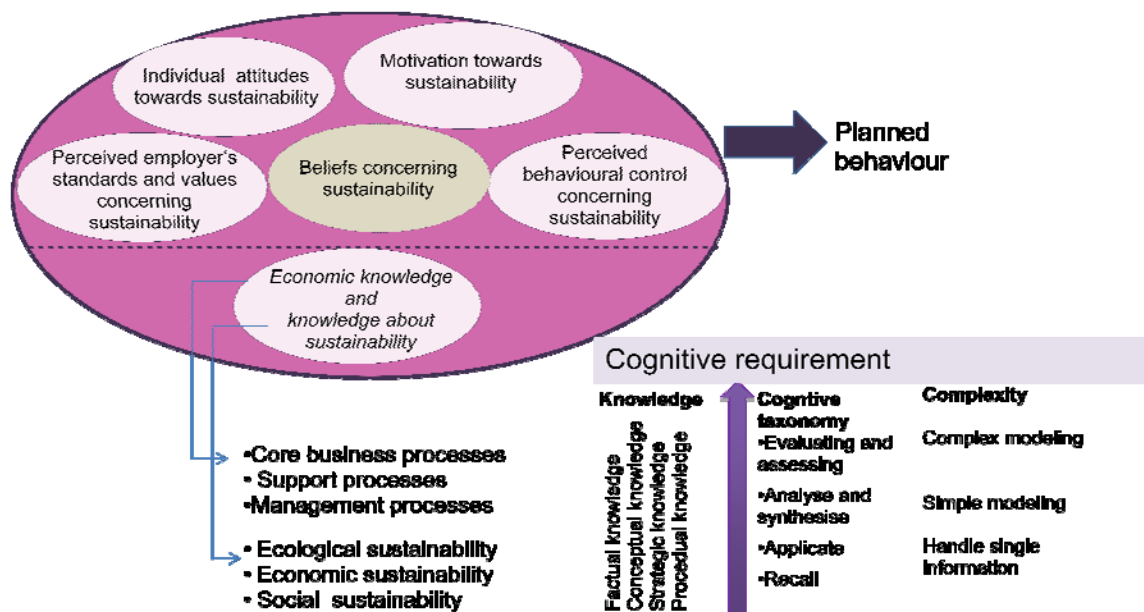 Individual attitudes
towards sustainability
Motivation towards
sustainability
Perceived employer's
standards and values
concerning
sustainability
Beliefs concerning
sustainability
Perceived
behavioural control
concerning
sustainability
Planned
behaviour
Economic knowledge
and
knowledge about
sustainability
•Core business processes
• Support processes
•Management processes
• Ecological sustainability
• Economic sustainability
• Social sustainability
Cognitive requirement
Knowledge
Factual knowledge
Conceptual knowledge
Strategic knowledge
Procedual knowledge
Cogntive
taxonomy
•Evaluating and
assessing
•Analyse and
synthesise
•Applicate
•Recall
Complexity
Complex modeling
Simple modeling
Handle single
information